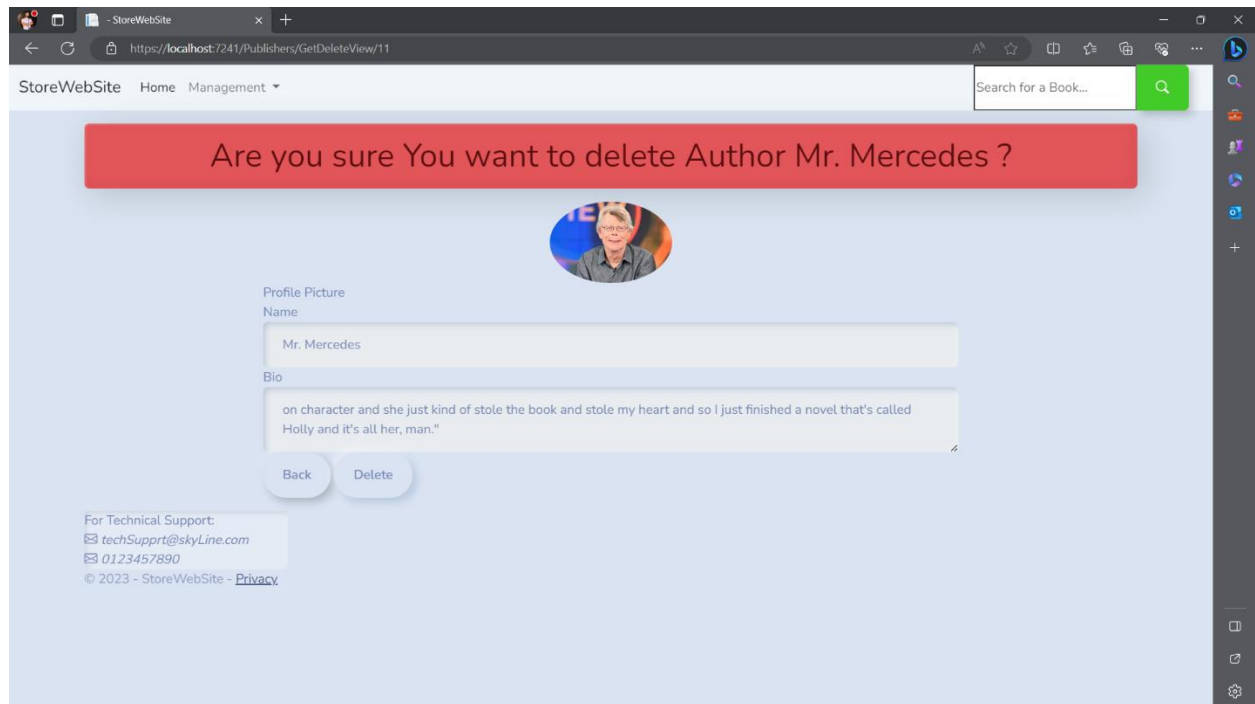 - StoreWebSite
https://localhost:7241/Publishers/GetDeleteView/11
StoreWebSite Home Management Search for a Book...
Are you sure You want to delete Author Mr. Mercedes ?
Profile Picture
Name
Mr. Mercedes
Bio
on character and she just kind of stole the book and stole my heart and so I just finished a novel that's called
Holly and it's all her, man."
Back Delete
For Technical Support:
techSupprt@skyLine.com
0123457890
© 2023 - StoreWebSite - Privacy